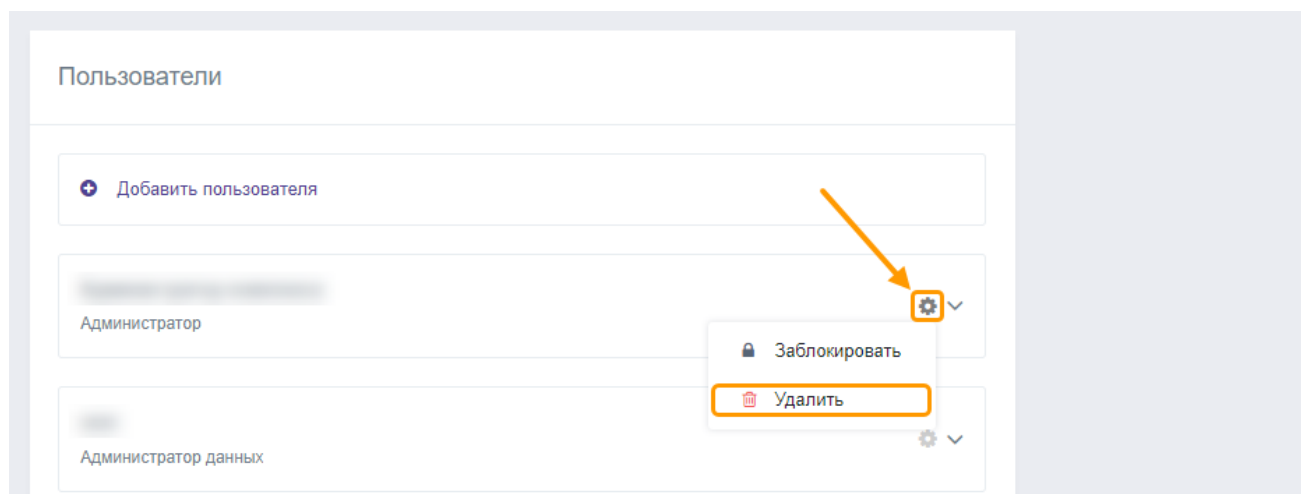 Пользователи
Добавить пользователя
Администратор
Заблокировать
Удалить
Администратор данных